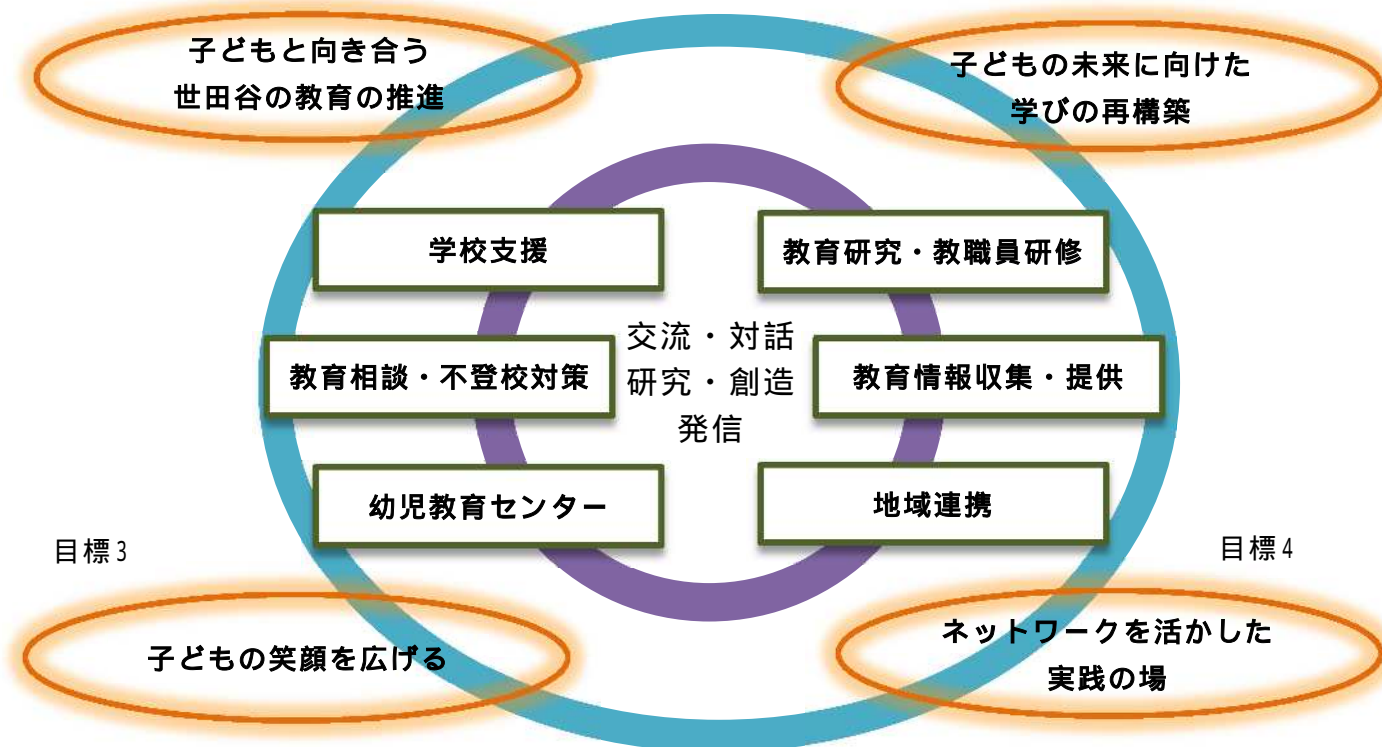 子どもと向き合う
世田谷の教育の推進
子どもの未来に向けた
学びの再構築
学校支援
教育研究・教職員研修
交流・対話
研究・創造
発信
教育相談・不登校対策
教育情報収集・提供
幼児教育センター
地域連携
目標3
目標4
子どもの笑顔を広げる
ネットワークを活かした
実践の場